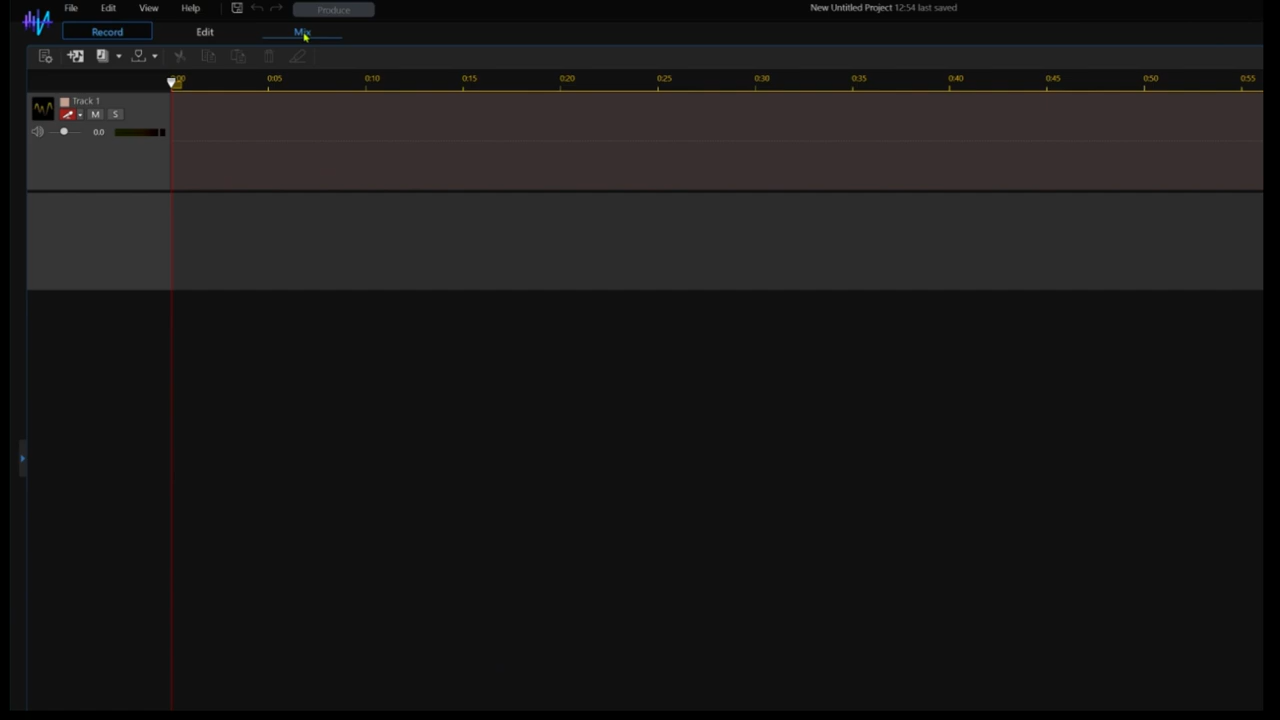 File Edit View Help Produce New Untitled Project 12:54 last saved
Record Edit Mix
0:00 0:05 0:10 0:15 0:20 0:25 0:30 0:35 0:40 0:45 0:50 0:55
Track 1
M S
0.0